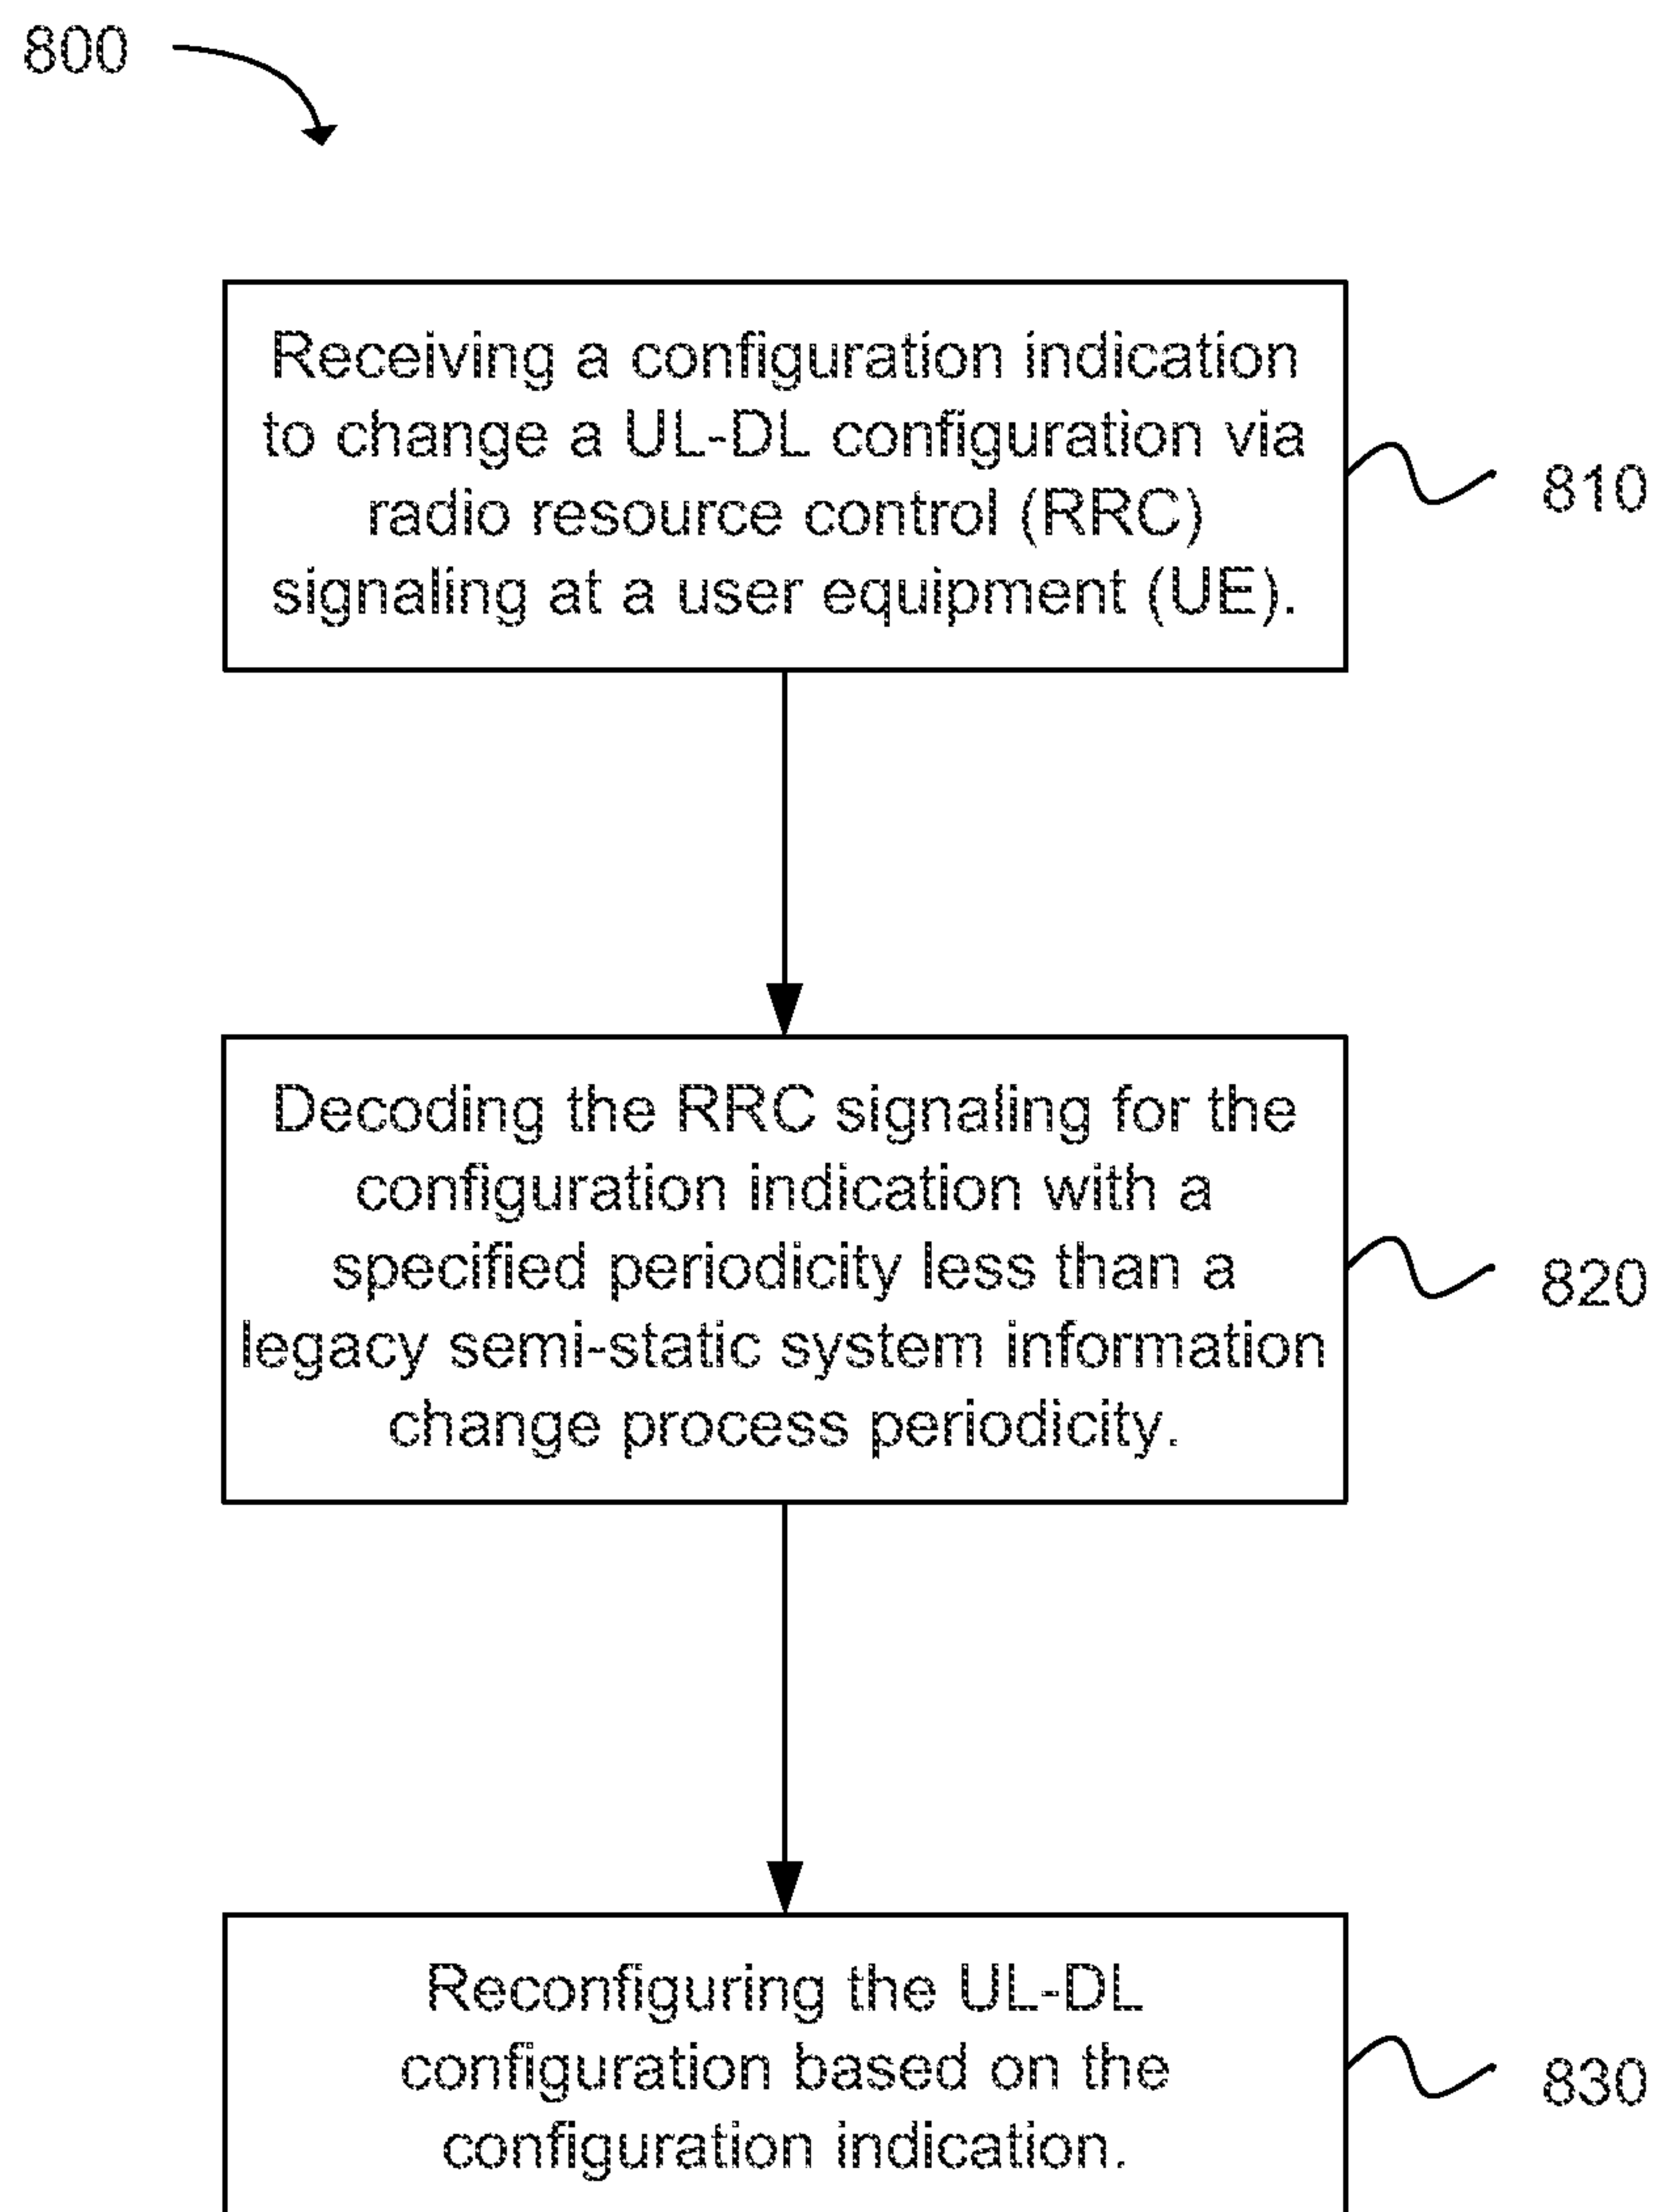 800
Receiving a configuration indication
to change a UL-DL configuration via
radio resource control (RRC)
signaling at a user equipment (UE).
810
Decoding the RRC signaling for the
configuration indication with a
specified periodicity less than a
legacy semi-static system information
change process periodicity.
820
Reconfiguring the UL-DL
configuration based on the
configuration indication.
830